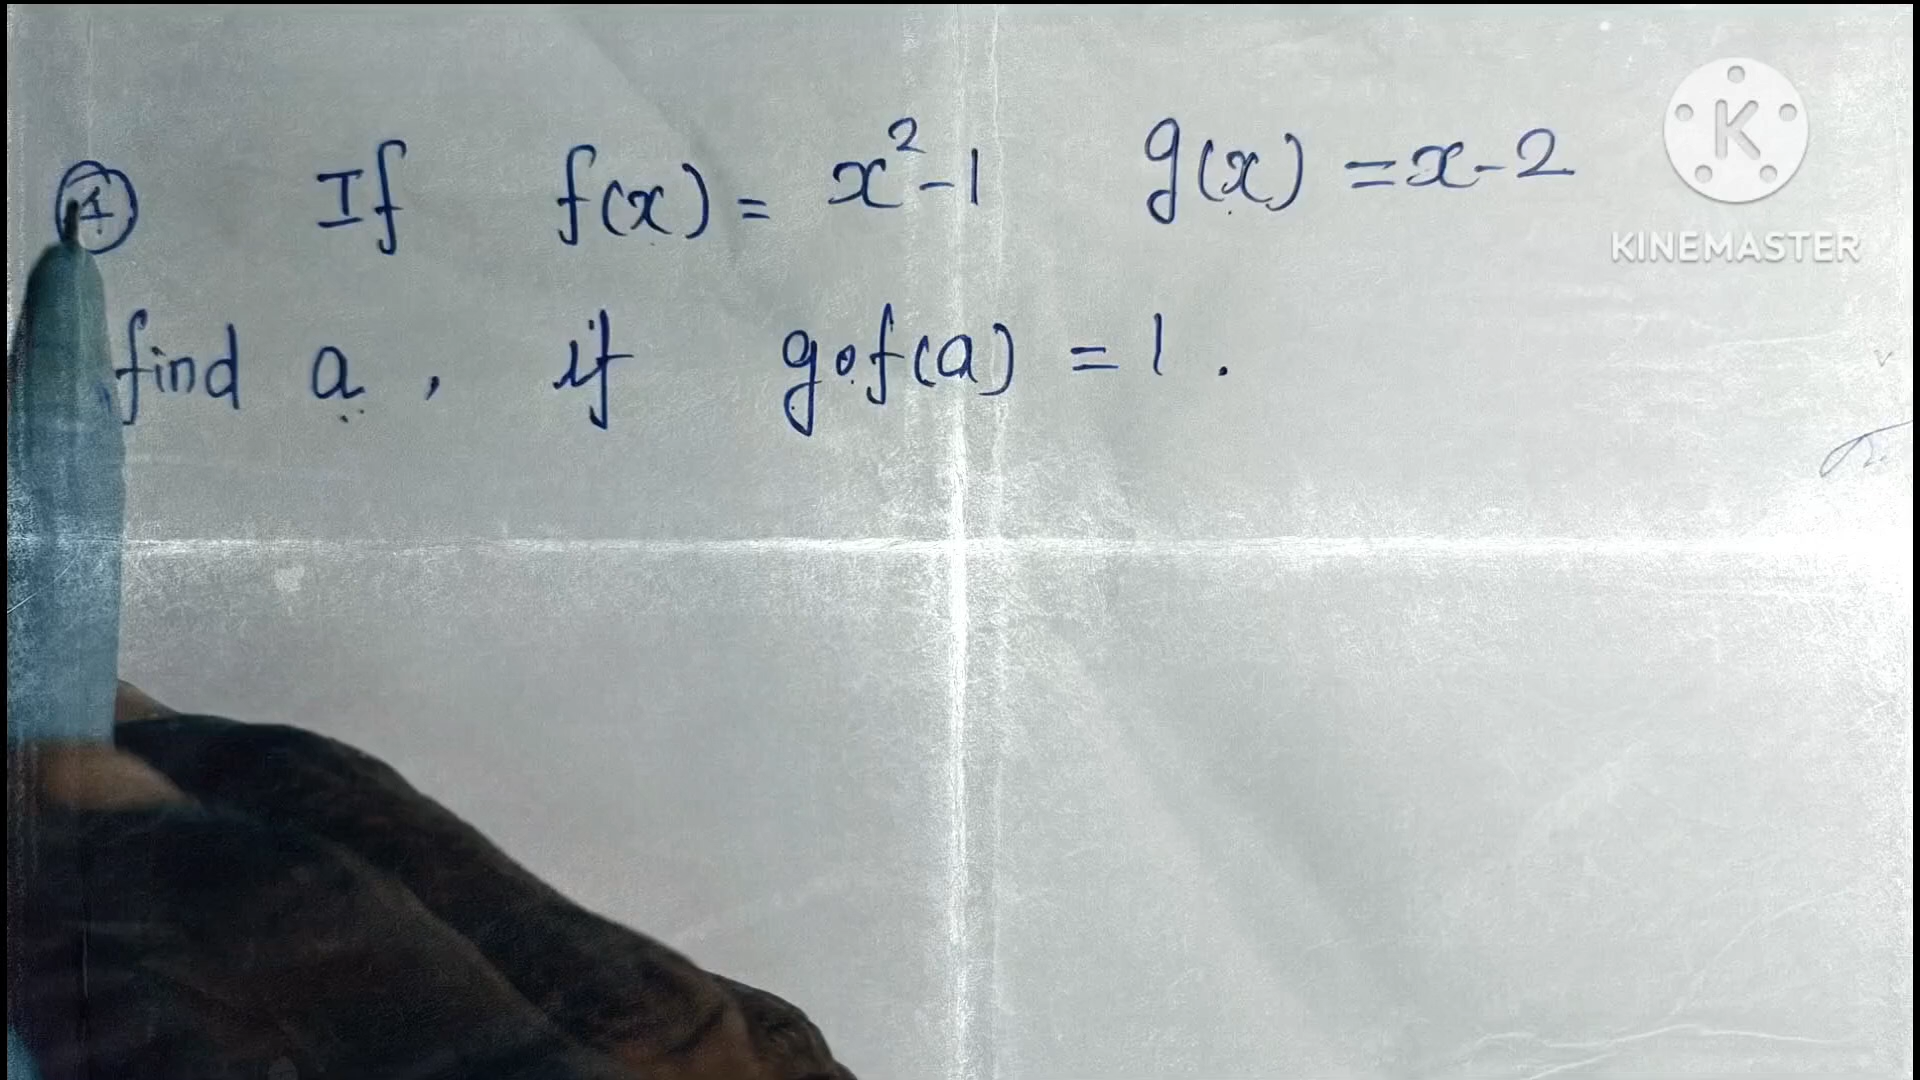 ① If f(x) = x²-1 g(x) = x-2
find a, if gof(a) = 1.
K
KINEMASTER